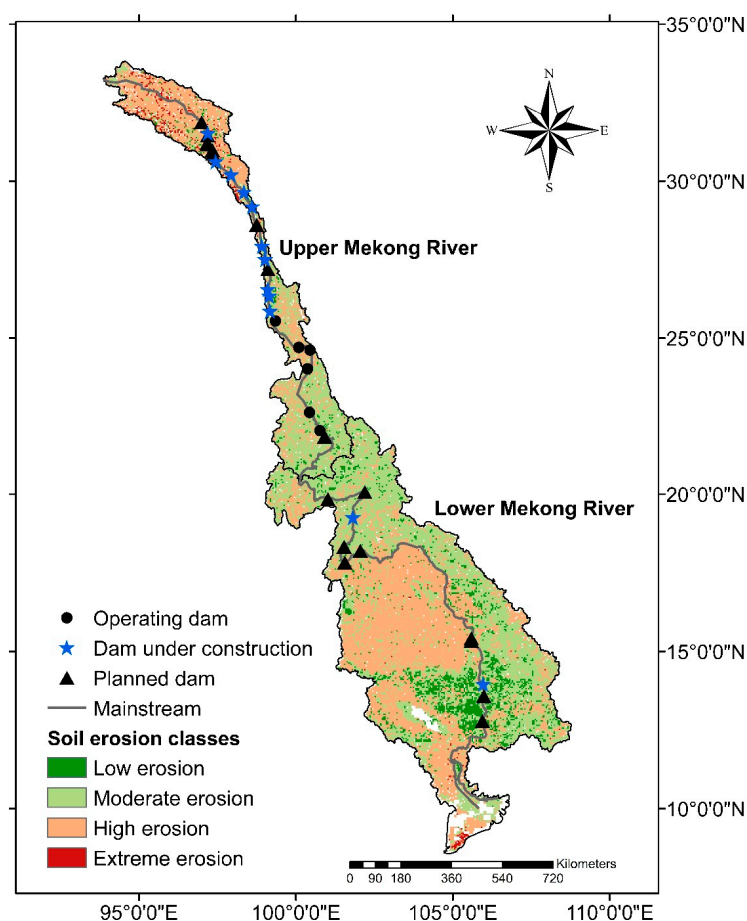 35°0'0"N
N
W
E
S
30°0'0"N
Upper Mekong River
25°0'0"N
20°0'0"N
Lower Mekong River
Operating dam
Dam under construction
15°0'0"N
Planned dam
Mainstream
Soil erosion classes
Low erosion
Moderate erosion
10°0'0"N
High erosion
Extreme erosion
Kilometers
0 90 180 360 540 720
95°0'0"E 100°0'0"E 105°0'0"E 110°0'0"E